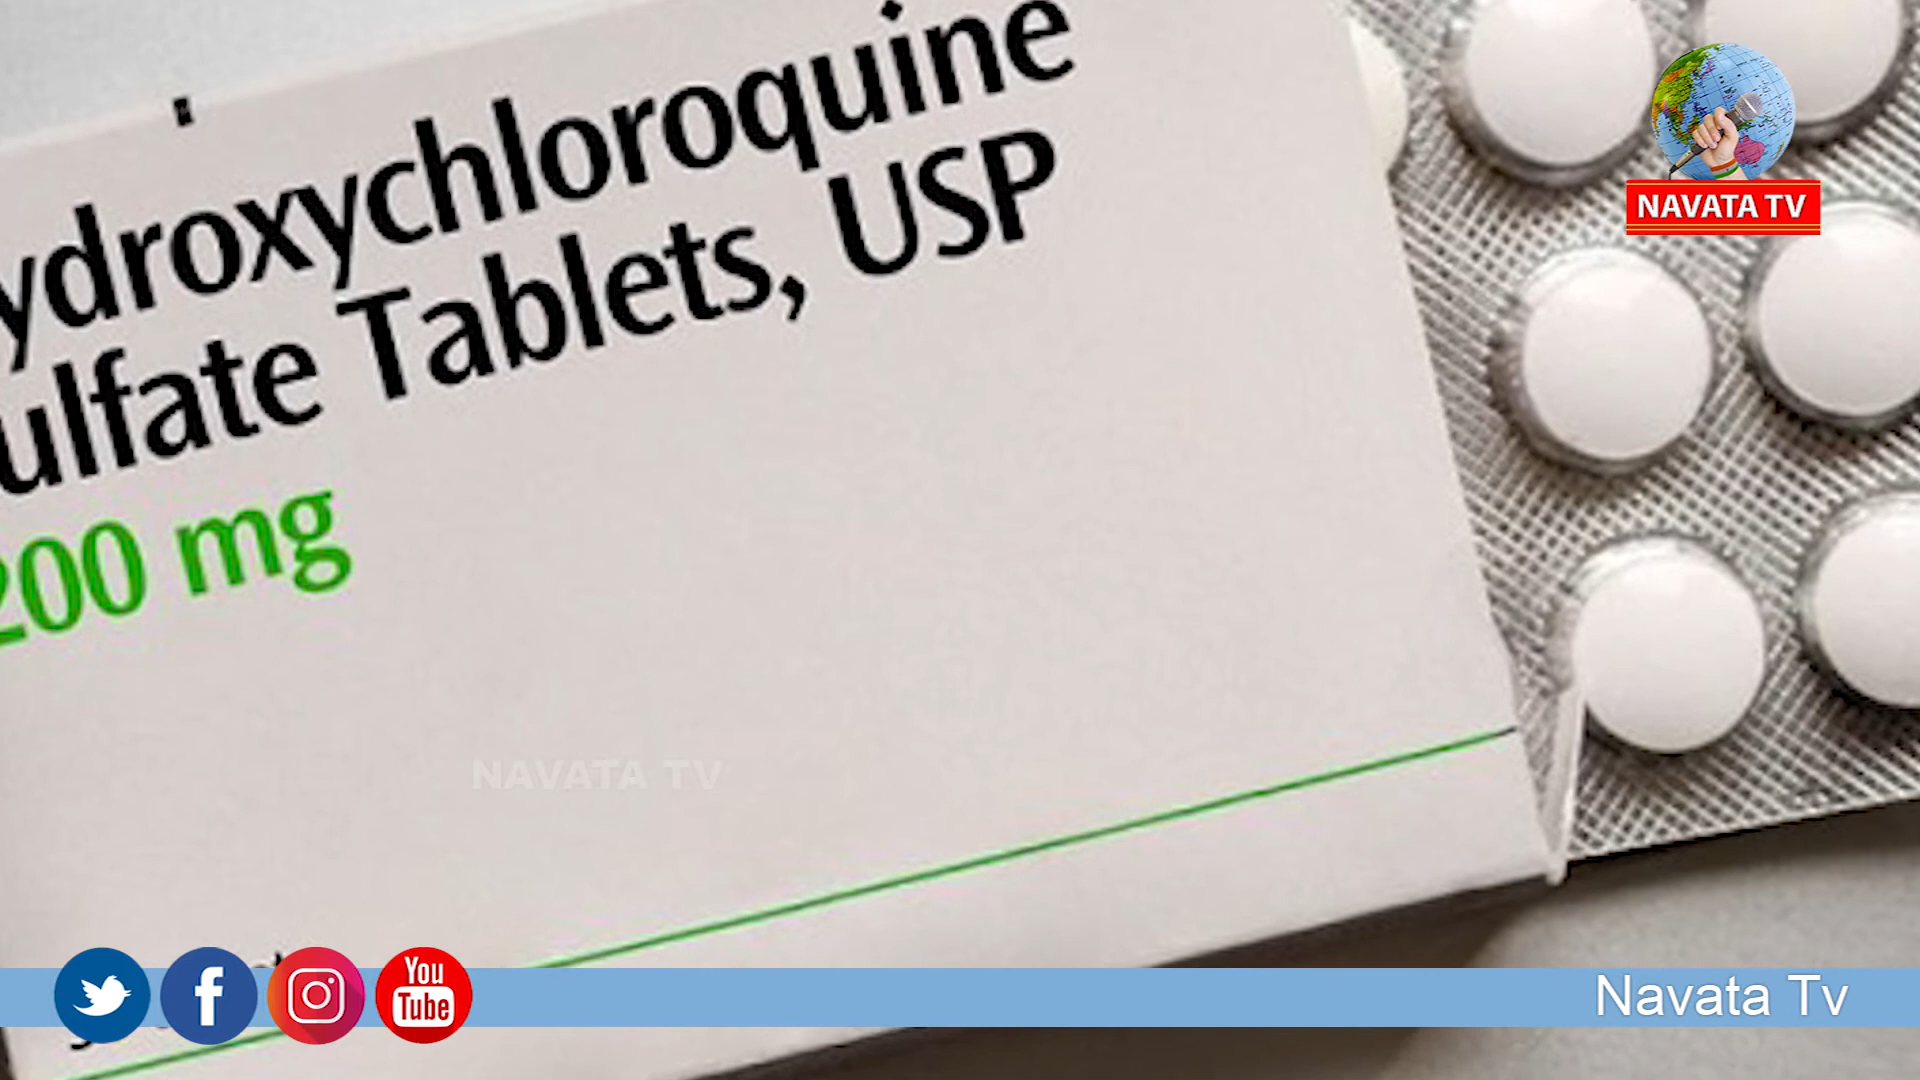 ydroxychloroquine
ulfate Tablets, USP
200 mg
NAVATA TV
NAVATA TV
You
Tube
Navata Tv